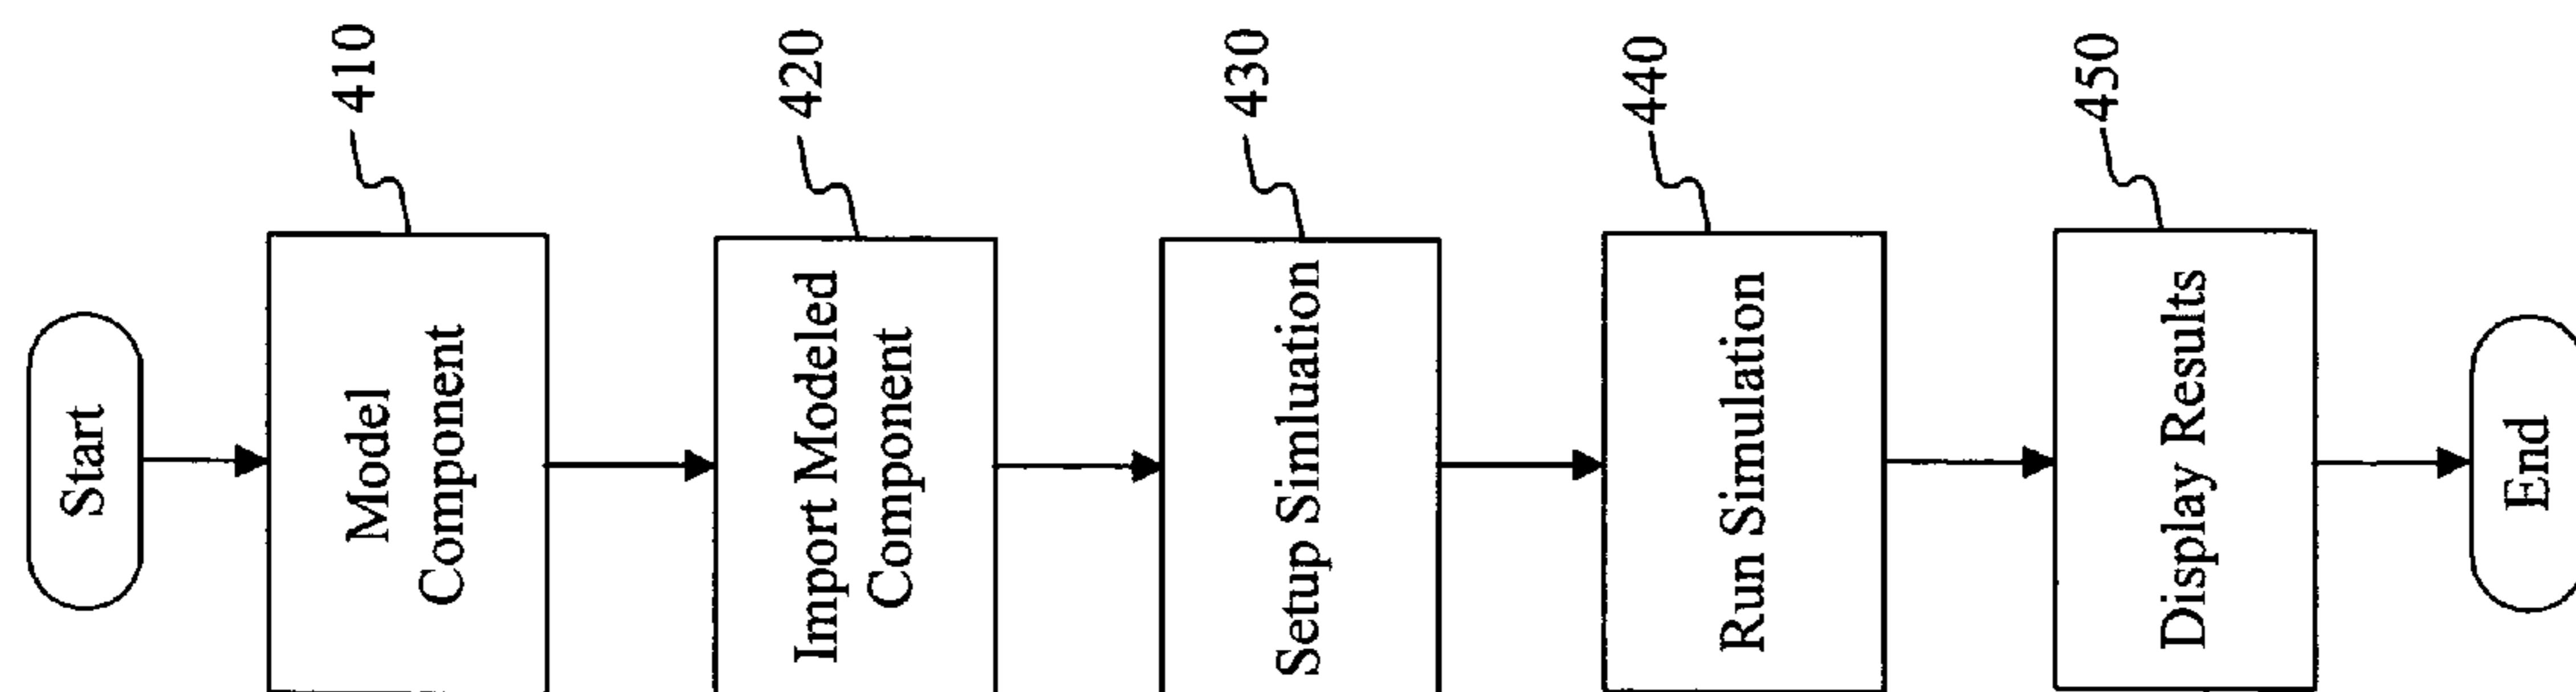 Start
Model
Component
410
Import Modeled
Component
420
Setup Simluation
430
Run Simulation
440
Display Results
450
End